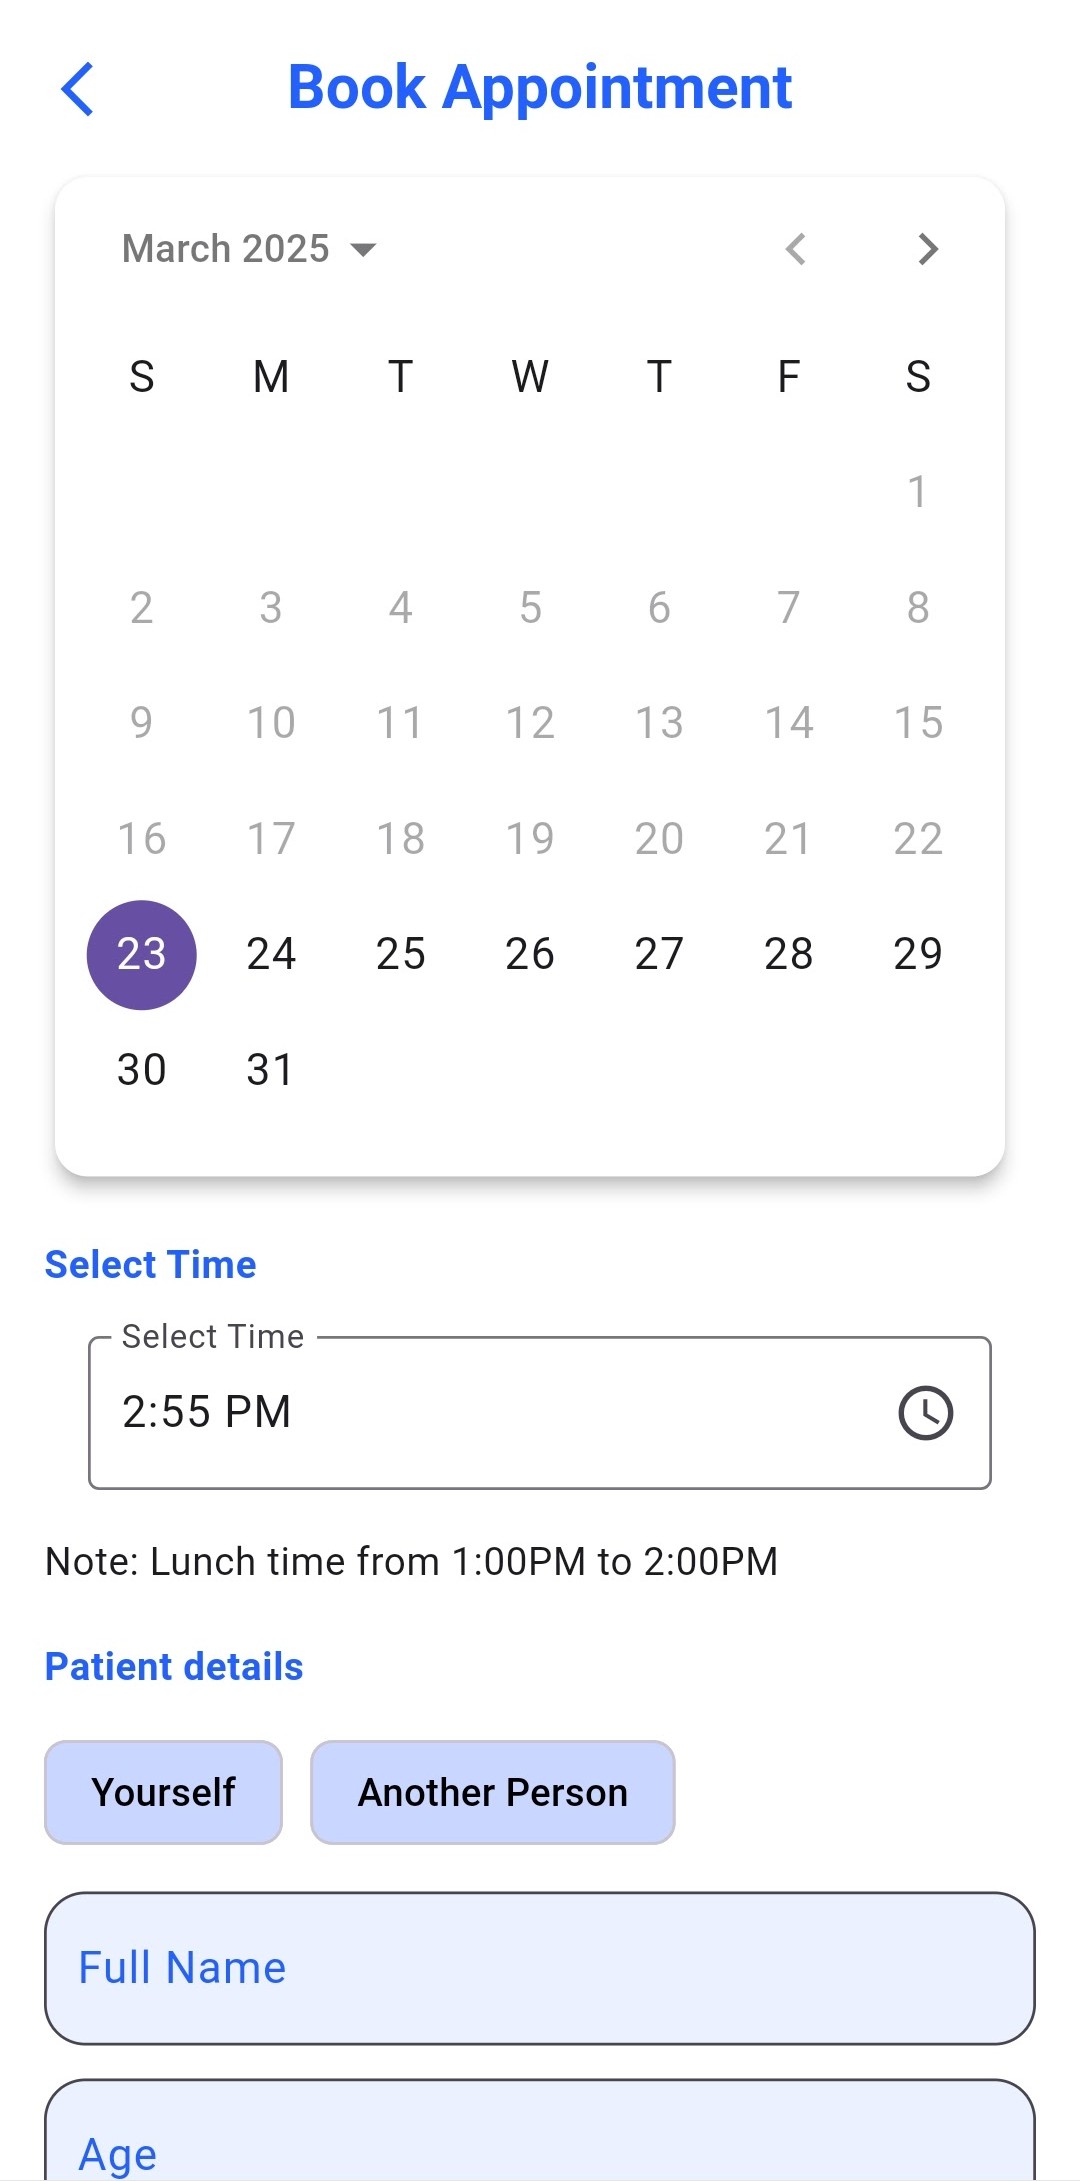 Book Appointment
March 2025
S M T W T F S
1
2 3 4 5 6 7 8
9 10 11 12 13 14 15
16 17 18 19 20 21 22
23 24 25 26 27 28 29
30 31
Select Time
Select Time
2:55 PM
Note: Lunch time from 1:00PM to 2:00PM
Patient details
Yourself Another Person
Full Name
Age